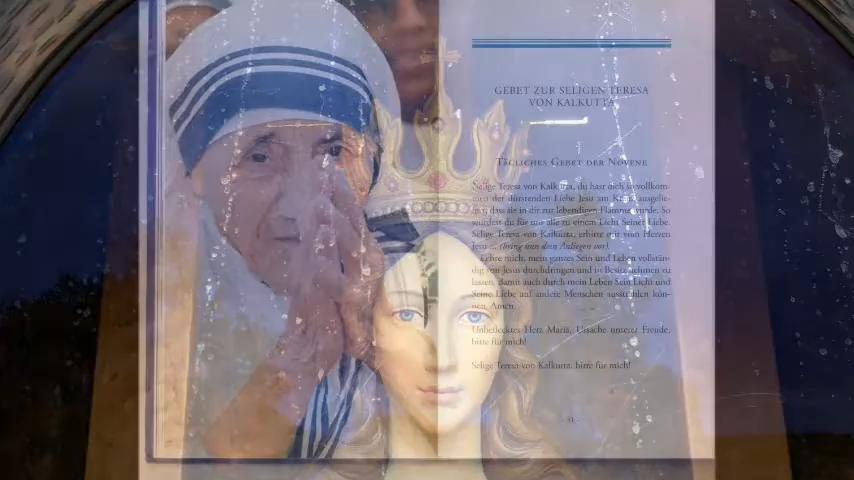 GEBET ZUR SELIGEN TERESA
VON KALKUTTA
TÄGLICHES GEBET DER NOVENE
Selige Teresa von Kalkutta, du hast dich so vollkom-
men der dürstenden Liebe Jesu am Kreuz ausgelie-
fert, dass sie in dir zur lebendigen Flamme wurde. So
wurdest du für uns alle zu einem Licht Seiner Liebe.
Selige Teresa von Kalkutta, erbitte mir vom Herzen
Jesu ... (bring nun dein Anliegen vor).
Lehre mich, mein ganzes Sein und Leben vollstän-
dig von Jesus durchdringen und in Besitz nehmen zu
lassen, damit auch durch mein Leben Sein Licht und
Seine Liebe auf andere Menschen ausstrahlen kön-
nen. Amen.
Unbeflecktes Herz Mariä, Ursache unserer Freude,
bitte für mich!
Selige Teresa von Kalkutta, bitte für mich!